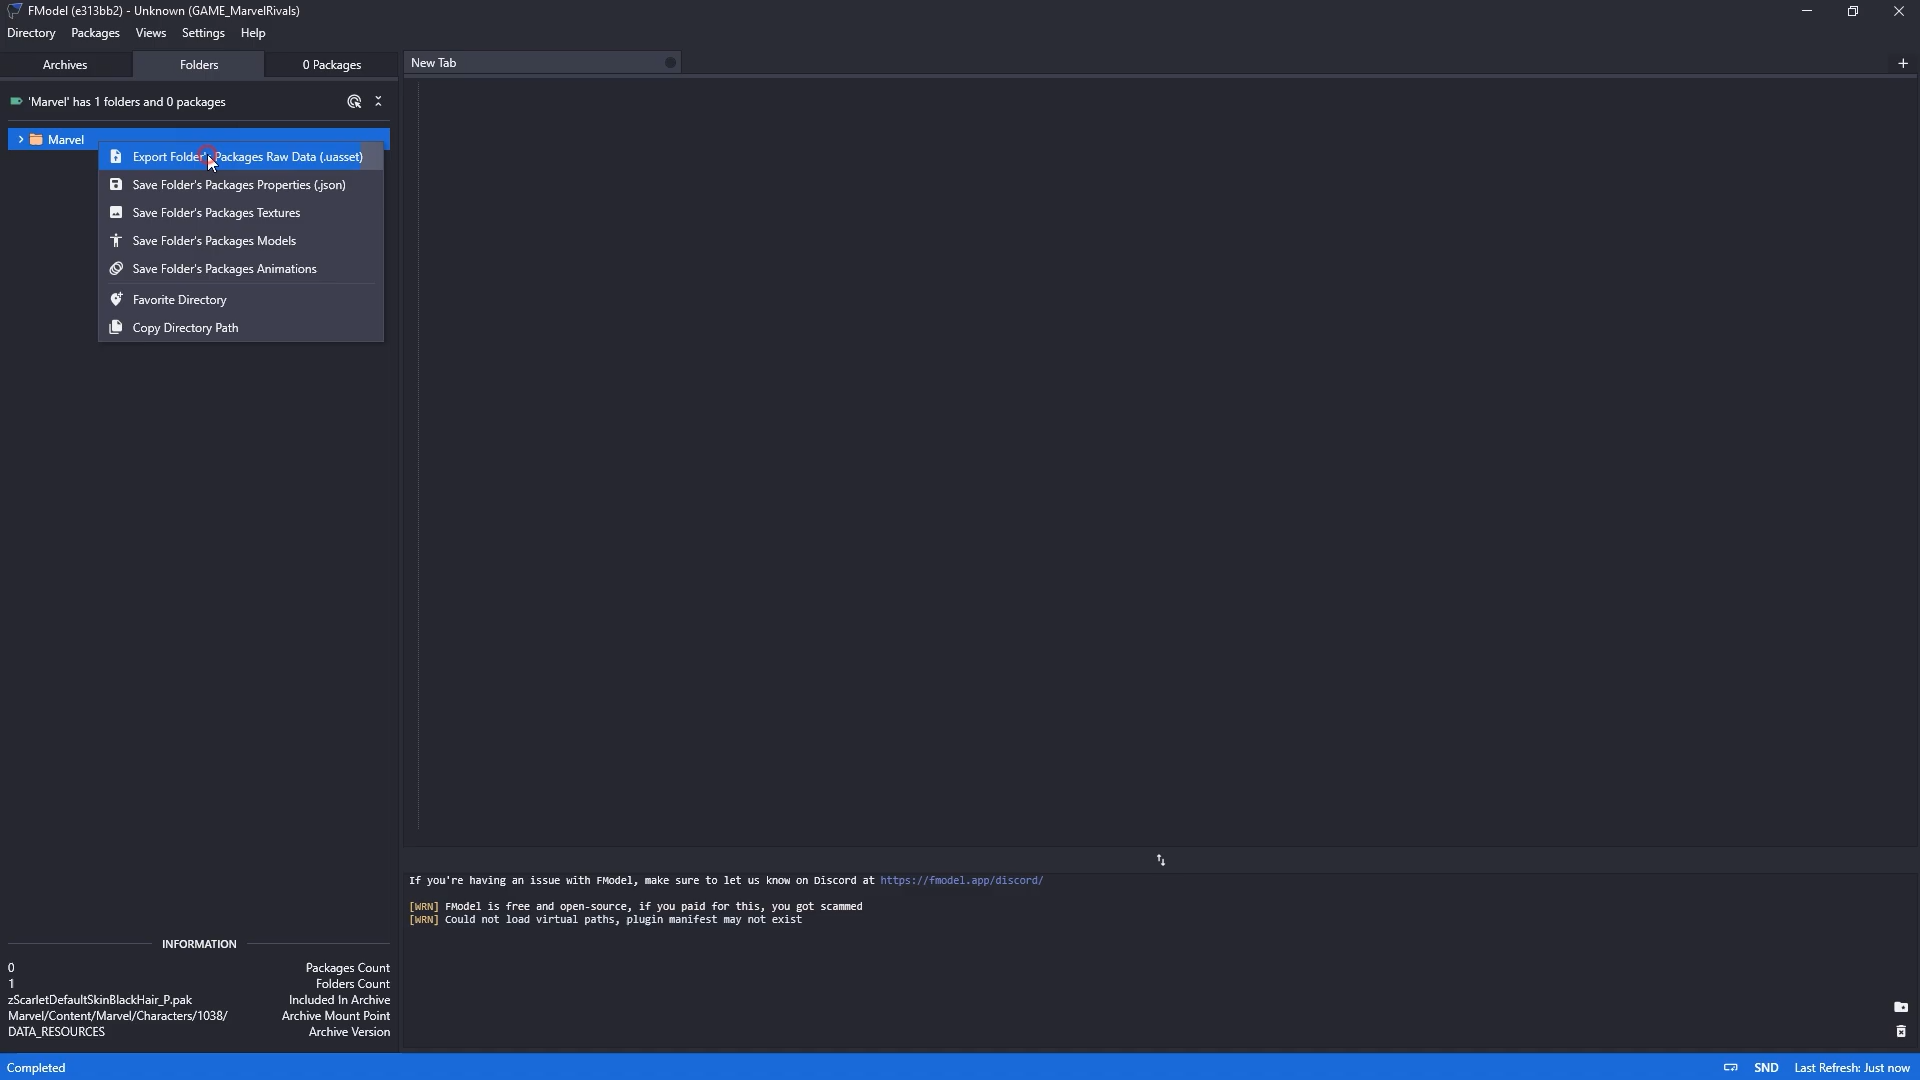 FModel (e313bb2) - Unknown (GAME_MarvelRivals)
Directory Packages Views Settings Help
Archives Folders 0 Packages
New Tab
'Marvel' has 1 folders and 0 packages
Marvel
Export Folder's Packages Raw Data (.uasset)
Save Folder's Packages Properties (.json)
Save Folder's Packages Textures
Save Folder's Packages Models
Save Folder's Packages Animations
Favorite Directory
Copy Directory Path
If you're having an issue with FModel, make sure to let us know on Discord at https://fmodel.app/discord/
[WRN] FModel is free and open-source, if you paid for this, you got scammed
[WRN] Could not load virtual paths, plugin manifest may not exist
INFORMATION
0 Packages Count
1 Folders Count
zScarletDefaultSkinBlackHair_P.pak Included In Archive
Marvel/Content/Marvel/Characters/1038/ Archive Mount Point
DATA_RESOURCES Archive Version
Completed
SND Last Refresh: Just now